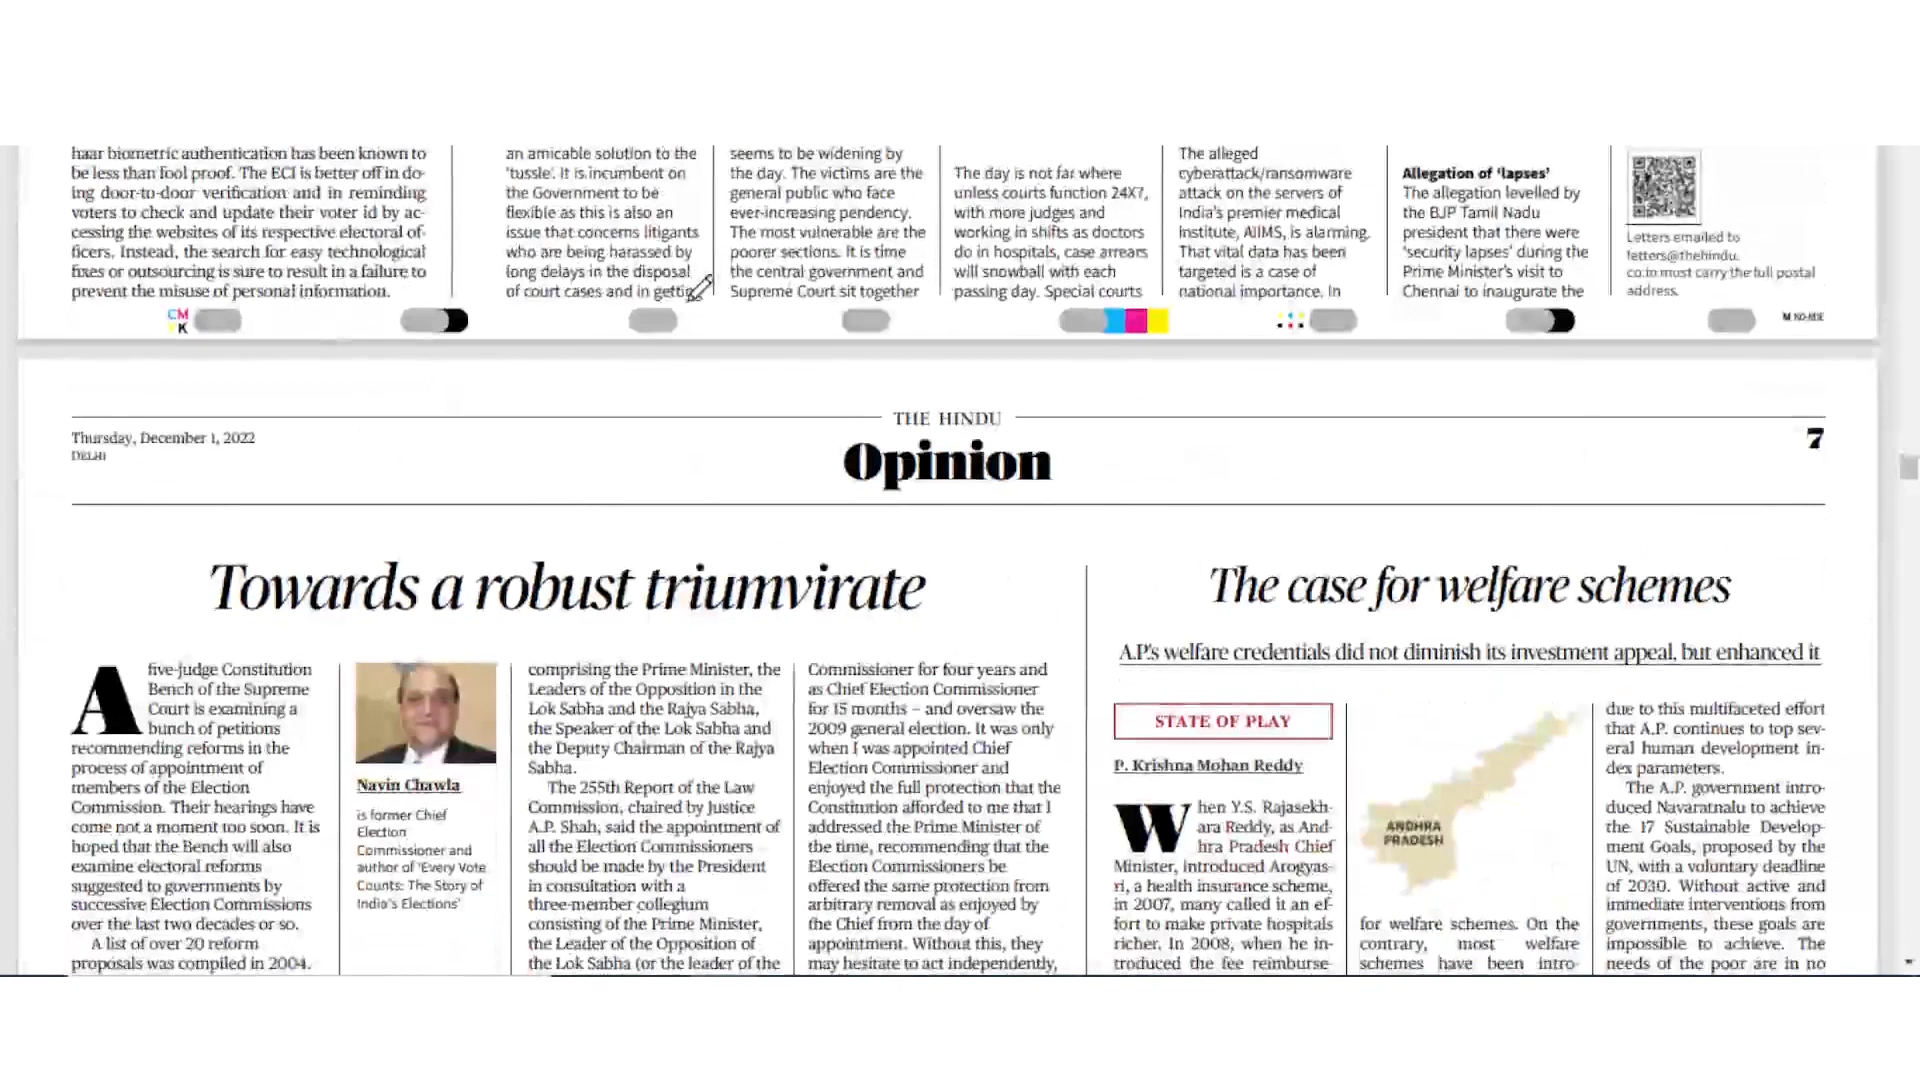 haar biometric authentication has been known to
be less than fool proof. The ECI is better off in do-
ing door-to-door verification and in reminding
voters to check and update their voter id by ac-
cessing the websites of its respective electoral of-
ficers. Instead, the search for easy technological
fixes or outsourcing is sure to result in a failure to
prevent the misuse of personal information.
an amicable solution to the
'tussle'. It is incumbent on
the Government to be
flexible as this is also an
issue that concerns litigants
who are being harassed by
long delays in the disposal
of court cases and in getting
seems to be widening by
the day. The victims are the
general public who face
ever-increasing pendency.
The most vulnerable are the
poorer sections. It is time
the central government and
Supreme Court sit together
The day is not far where
unless courts function 24X7,
with more judges and
working in shifts as doctors
do in hospitals, case arrears
will snowball with each
passing day. Special courts
The alleged
cyberattack/ransomware
attack on the servers of
India's premier medical
institute, AIIMS, is alarming.
That vital data has been
targeted is a case of
national importance. In
Allegation of 'lapses'
The allegation levelled by
the BJP Tamil Nadu
president that there were
'security lapses' during the
Prime Minister's visit to
Chennai to inaugurate the
Letters emailed to
letters@thehindu.
co.in must carry the full postal
address.
CM
K
M ND-NDE
THE HINDU
Thursday, December 1, 2022
DELHI
Opinion
7
Towards a robust triumvirate
A five-judge Constitution
Bench of the Supreme
Court is examining a
bunch of petitions
recommending reforms in the
process of appointment of
members of the Election
Commission. Their hearings have
come not a moment too soon. It is
hoped that the Bench will also
examine electoral reforms
suggested to governments by
successive Election Commissions
over the last two decades or so.
A list of over 20 reform
proposals was compiled in 2004.
Navin Chawla
is former Chief
Election
Commissioner and
author of 'Every Vote
Counts: The Story of
India's Elections'
comprising the Prime Minister, the
Leaders of the Opposition in the
Lok Sabha and the Rajya Sabha,
the Speaker of the Lok Sabha and
the Deputy Chairman of the Rajya
Sabha.
The 255th Report of the Law
Commission, chaired by Justice
A.P. Shah, said the appointment of
all the Election Commissioners
should be made by the President
in consultation with a
three-member collegium
consisting of the Prime Minister,
the Leader of the Opposition of
the Lok Sabha (or the leader of the
Commissioner for four years and
as Chief Election Commissioner
for 15 months – and oversaw the
2009 general election. It was only
when I was appointed Chief
Election Commissioner and
enjoyed the full protection that the
Constitution afforded to me that I
addressed the Prime Minister of
the time, recommending that the
Election Commissioners be
offered the same protection from
arbitrary removal as enjoyed by
the Chief from the day of
appointment. Without this, they
may hesitate to act independently,
The case for welfare schemes
A.P.'s welfare credentials did not diminish its investment appeal, but enhanced it
STATE OF PLAY
P. Krishna Mohan Reddy
When Y.S. Rajasekh-
ara Reddy, as And-
hra Pradesh Chief
Minister, introduced Arogyas-
ri, a health insurance scheme,
in 2007, many called it an ef-
fort to make private hospitals
richer. In 2008, when he in-
troduced the fee reimburse-
ANDHRA
PRADESH
for welfare schemes. On the
contrary, most welfare
schemes have been intro-
due to this multifaceted effort
that A.P. continues to top sev-
eral human development in-
dex parameters.
The A.P. government intro-
duced Navaratnalu to achieve
the 17 Sustainable Develop-
ment Goals, proposed by the
UN, with a voluntary deadline
of 2030. Without active and
immediate interventions from
governments, these goals are
impossible to achieve. The
needs of the poor are in no